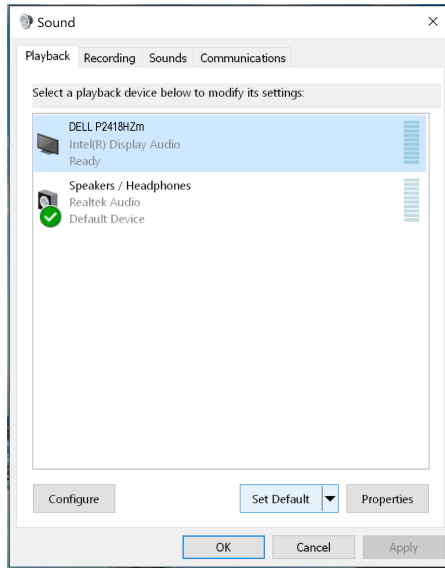 Sound
Playback Recording Sounds Communications
Select a playback device below to modify its settings:
DELL P2418HZm
Intel(R) Display Audio
Ready
Speakers / Headphones
Realtek Audio
Default Device
Configure Set Default Properties
OK Cancel Apply